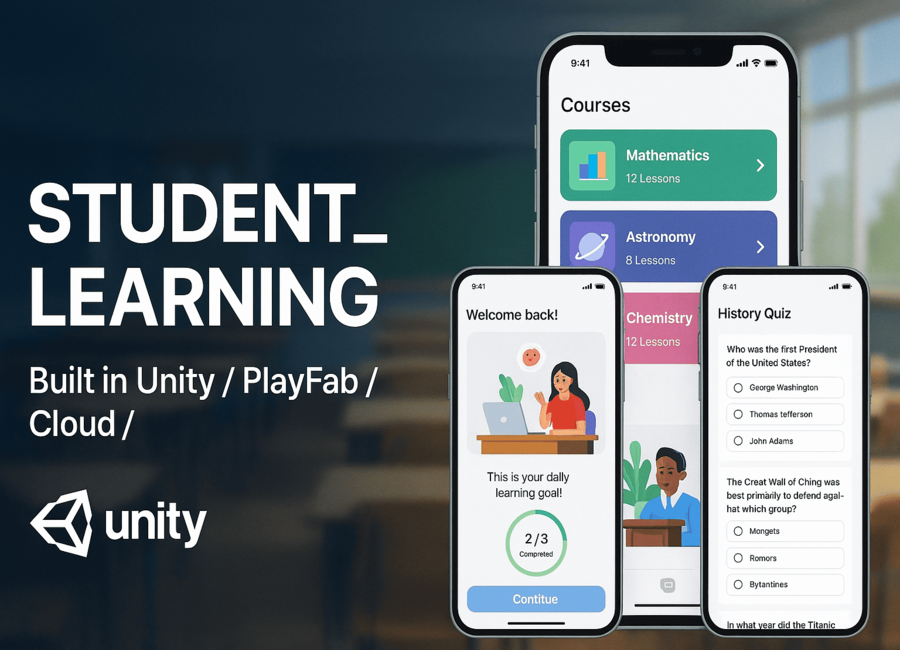 STUDENT_
LEARNING
Built in Unity / PlayFab /
Cloud /
unity
9:41
Courses
Mathematics
12 Lessons
Astronomy
8 Lessons
Chemistry
12 Lessons
9:41
Welcome back!
This is your dally
learning goal!
2/3
Compreted
Contitue
9:41
History Quiz
Who was the first President
of the United States?
George Washington
Thomas tefferson
John Adams
The Creat Wall of Ching was
best primarily to defend agal-
hat which group?
Mongets
Romors
Bytantines
In what year did the Titanic